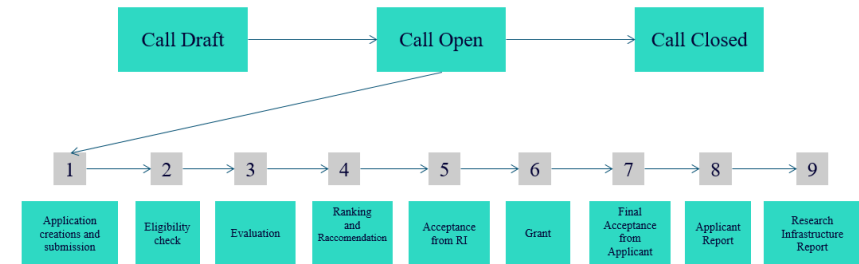 Call Draft
Call Open
Call Closed
1
2
3
4
5
6
7
8
9
Application
creations and
submission
Eligibility
check
Evaluation
Ranking
and
Raccomendation
Acceptance
from RI
Grant
Final
Acceptance
from
Applicant
Applicant
Report
Research
Infrastructure
Report